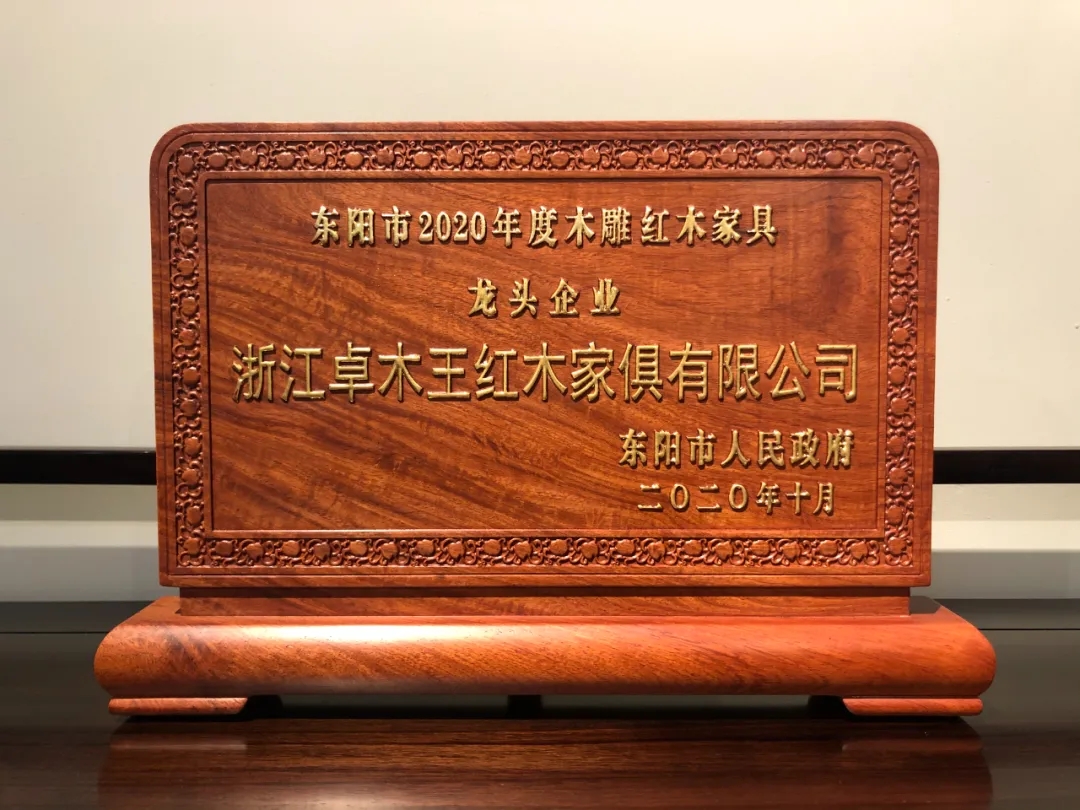 东阳市2020年度木雕红木家具
龙头企业
浙江卓木王红木家俱有限公司
东阳市人民政府
二〇二〇年十月